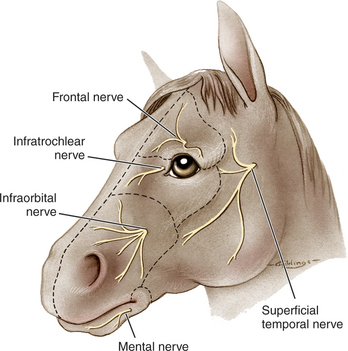 Frontal nerve
Infratrochlear
nerve
Infraorbital
nerve
Superficial
temporal nerve
Mental nerve